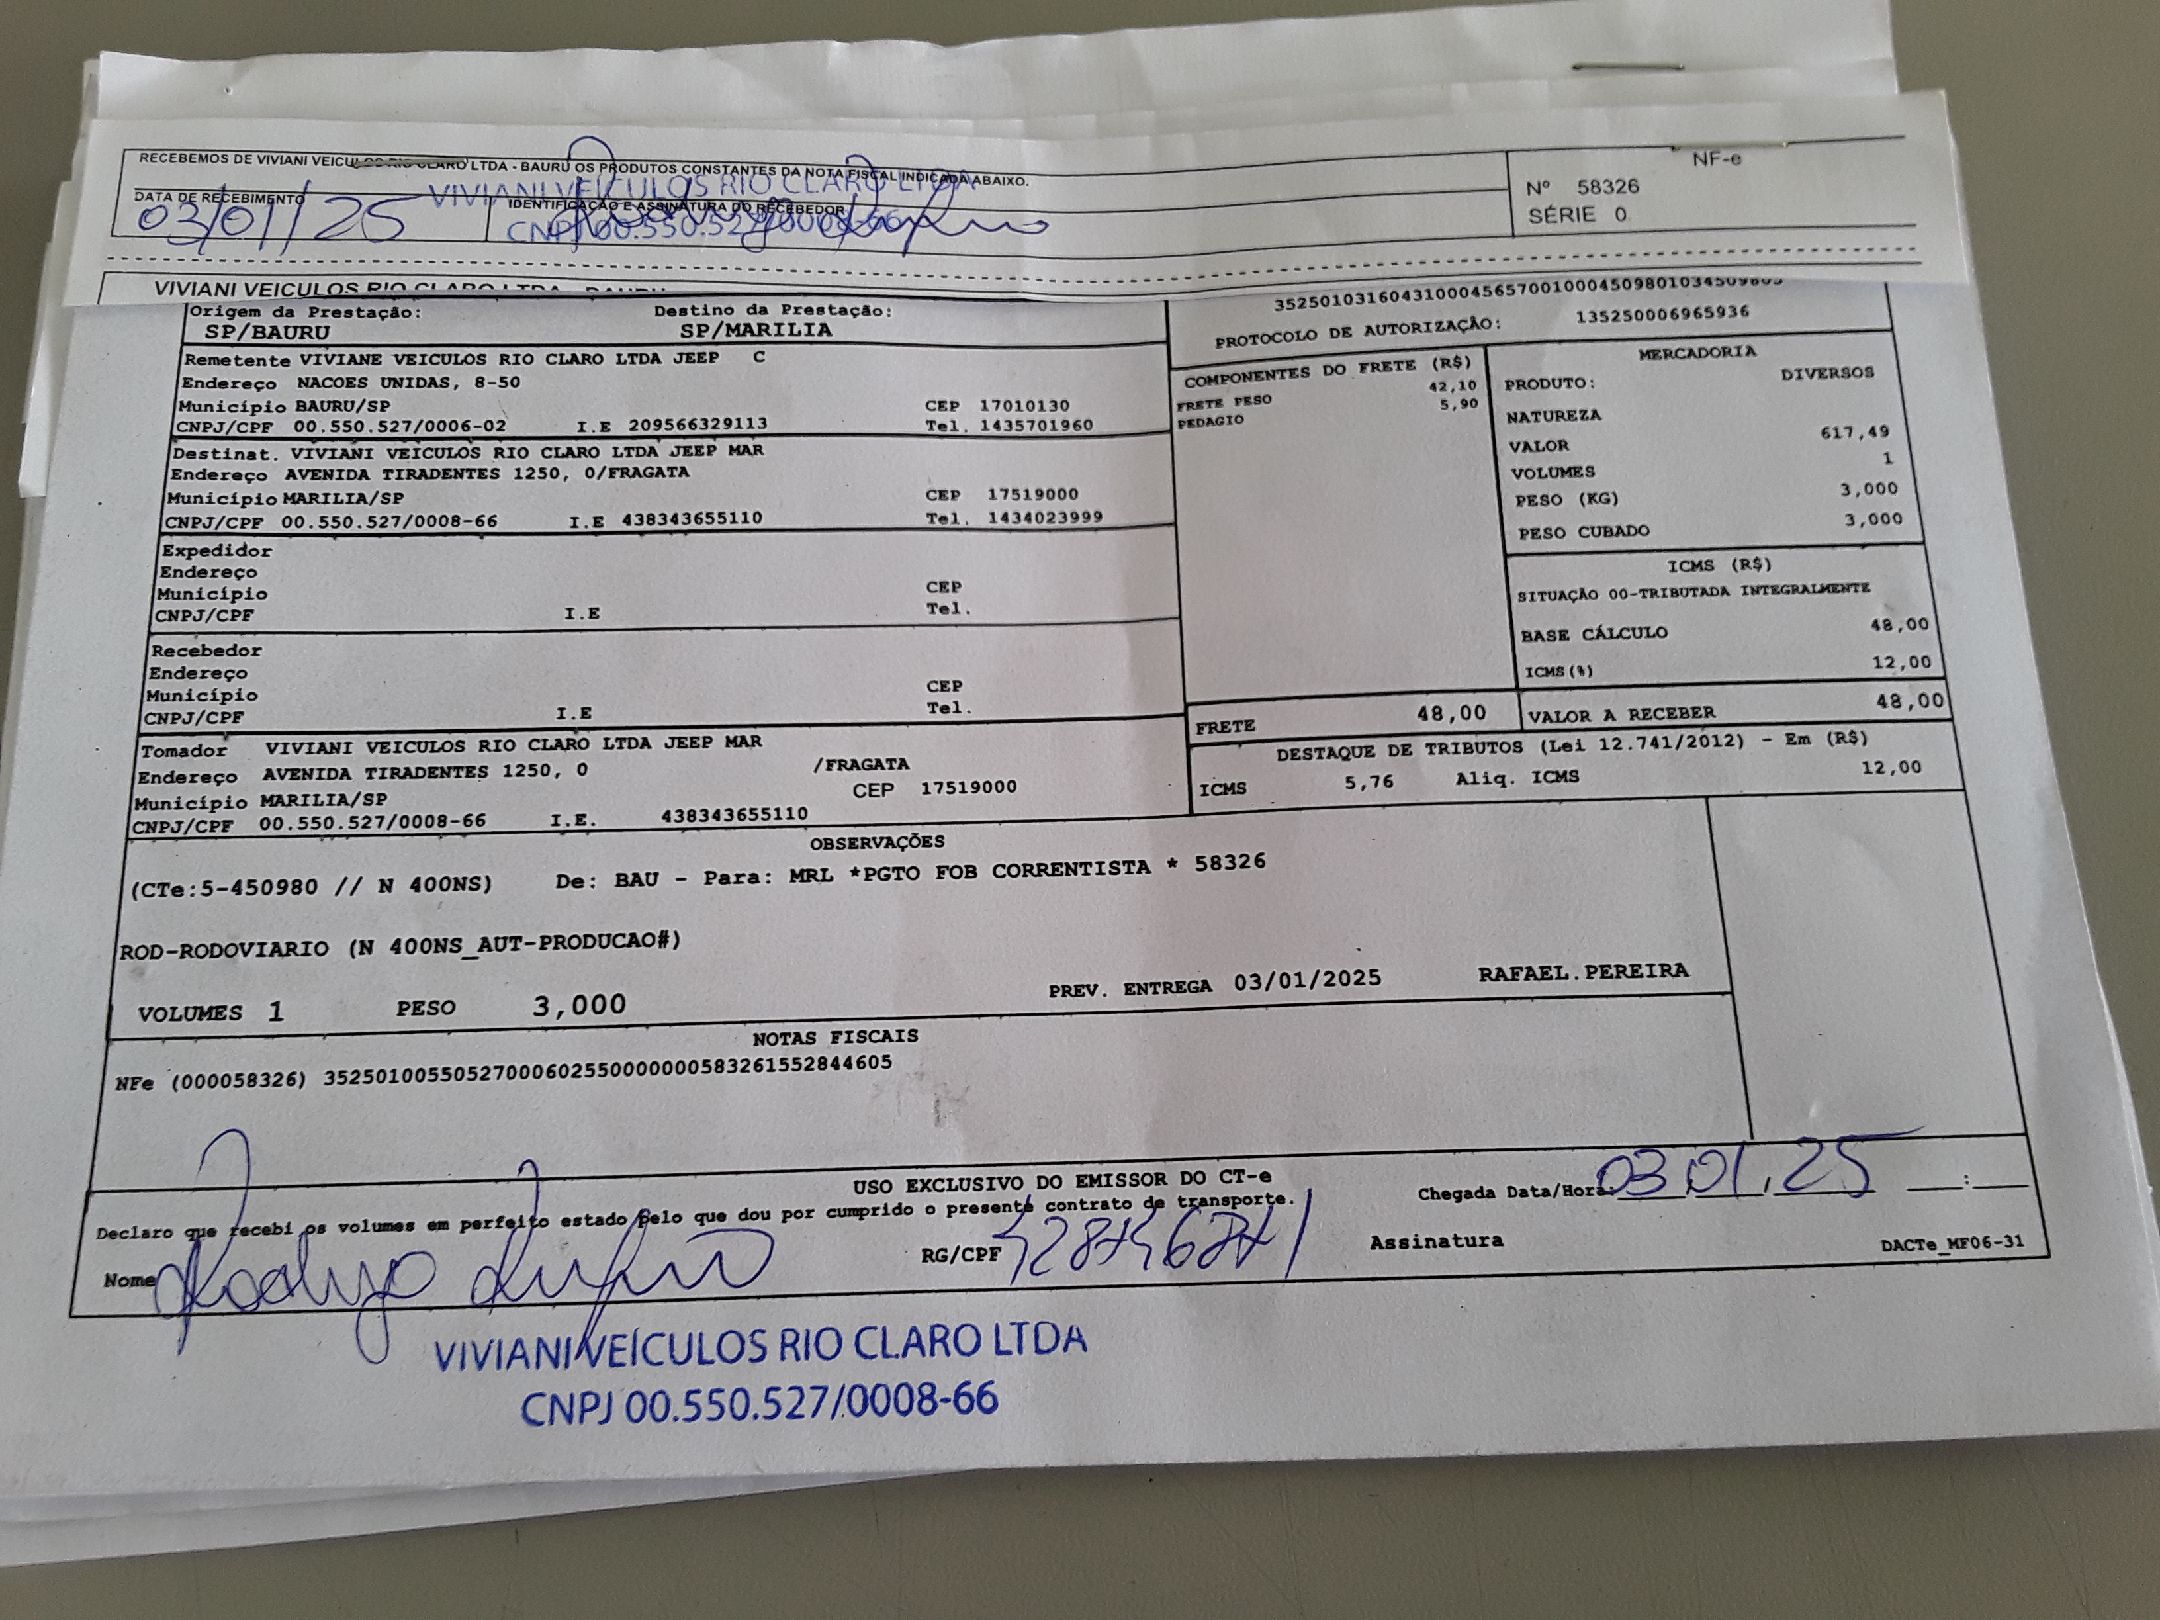 RECEBEMOS DE VIVIANI VEICULOS RIO CLARO LTDA - BAURU OS PRODUTOS CONSTANTES DA NOTA FISCAL INDICADA ABAIXO.
NF-e
Nº 58326
SÉRIE 0
DATA DE RECEBIMENTO
03/01/25
IDENTIFICAÇÃO E ASSINATURA DO RECEBEDOR
VIVIANI VEÍCULOS RIO CLARO LTDA
CNPJ 00.550.527/0008-66
VIVIANI VEICULOS RIO CLARO LTDA - BAURU
Origem da Prestação: Destino da Prestação:
SP/BAURU SP/MARILIA
PROTOCOLO DE AUTORIZAÇÃO: 135250006965936
Remetente VIVIANE VEICULOS RIO CLARO LTDA JEEP C
Endereço NACOES UNIDAS, 8-50
Município BAURU/SP CEP 17010130
CNPJ/CPF 00.550.527/0006-02 I.E 209566329113 Tel. 1435701960
Destinat. VIVIANI VEICULOS RIO CLARO LTDA JEEP MAR
Endereço AVENIDA TIRADENTES 1250, 0/FRAGATA
Município MARILIA/SP CEP 17519000
CNPJ/CPF 00.550.527/0008-66 I.E 438343655110 Tel. 1434023999
Expedidor
Endereço
Município CEP
CNPJ/CPF I.E Tel.
Recebedor
Endereço
Município CEP
CNPJ/CPF I.E Tel.
Tomador VIVIANI VEICULOS RIO CLARO LTDA JEEP MAR
Endereço AVENIDA TIRADENTES 1250, 0 /FRAGATA
Município MARILIA/SP CEP 17519000
CNPJ/CPF 00.550.527/0008-66 I.E. 438343655110
COMPONENTES DO FRETE (R$)
FRETE PESO 42,10
PEDAGIO 5,90
MERCADORIA
PRODUTO: DIVERSOS
NATUREZA
VALOR 617,49
VOLUMES 1
PESO (KG) 3,000
PESO CUBADO 3,000
ICMS (R$)
SITUAÇÃO 00-TRIBUTADA INTEGRALMENTE
BASE CÁLCULO 48,00
ICMS(%) 12,00
FRETE 48,00 VALOR A RECEBER 48,00
DESTAQUE DE TRIBUTOS (Lei 12.741/2012) - Em (R$)
ICMS 5,76 Aliq. ICMS 12,00
OBSERVAÇÕES
(CTe:5-450980 // N 400NS) De: BAU - Para: MRL *PGTO FOB CORRENTISTA * 58326
ROD-RODOVIARIO (N 400NS_AUT-PRODUCAO#)
VOLUMES 1 PESO 3,000 PREV. ENTREGA 03/01/2025 RAFAEL.PEREIRA
NOTAS FISCAIS
NFe (000058326) 35250100550527000602550000000583261552844605
USO EXCLUSIVO DO EMISSOR DO CT-e
Declaro que recebi os volumes em perfeito estado pelo que dou por cumprido o presente contrato de transporte.
Chegada Data/Hora: 03 01 25 :
Nome RG/CPF Assinatura DACTe_MF06-31
VIVIANI VEÍCULOS RIO CLARO LTDA
CNPJ 00.550.527/0008-66